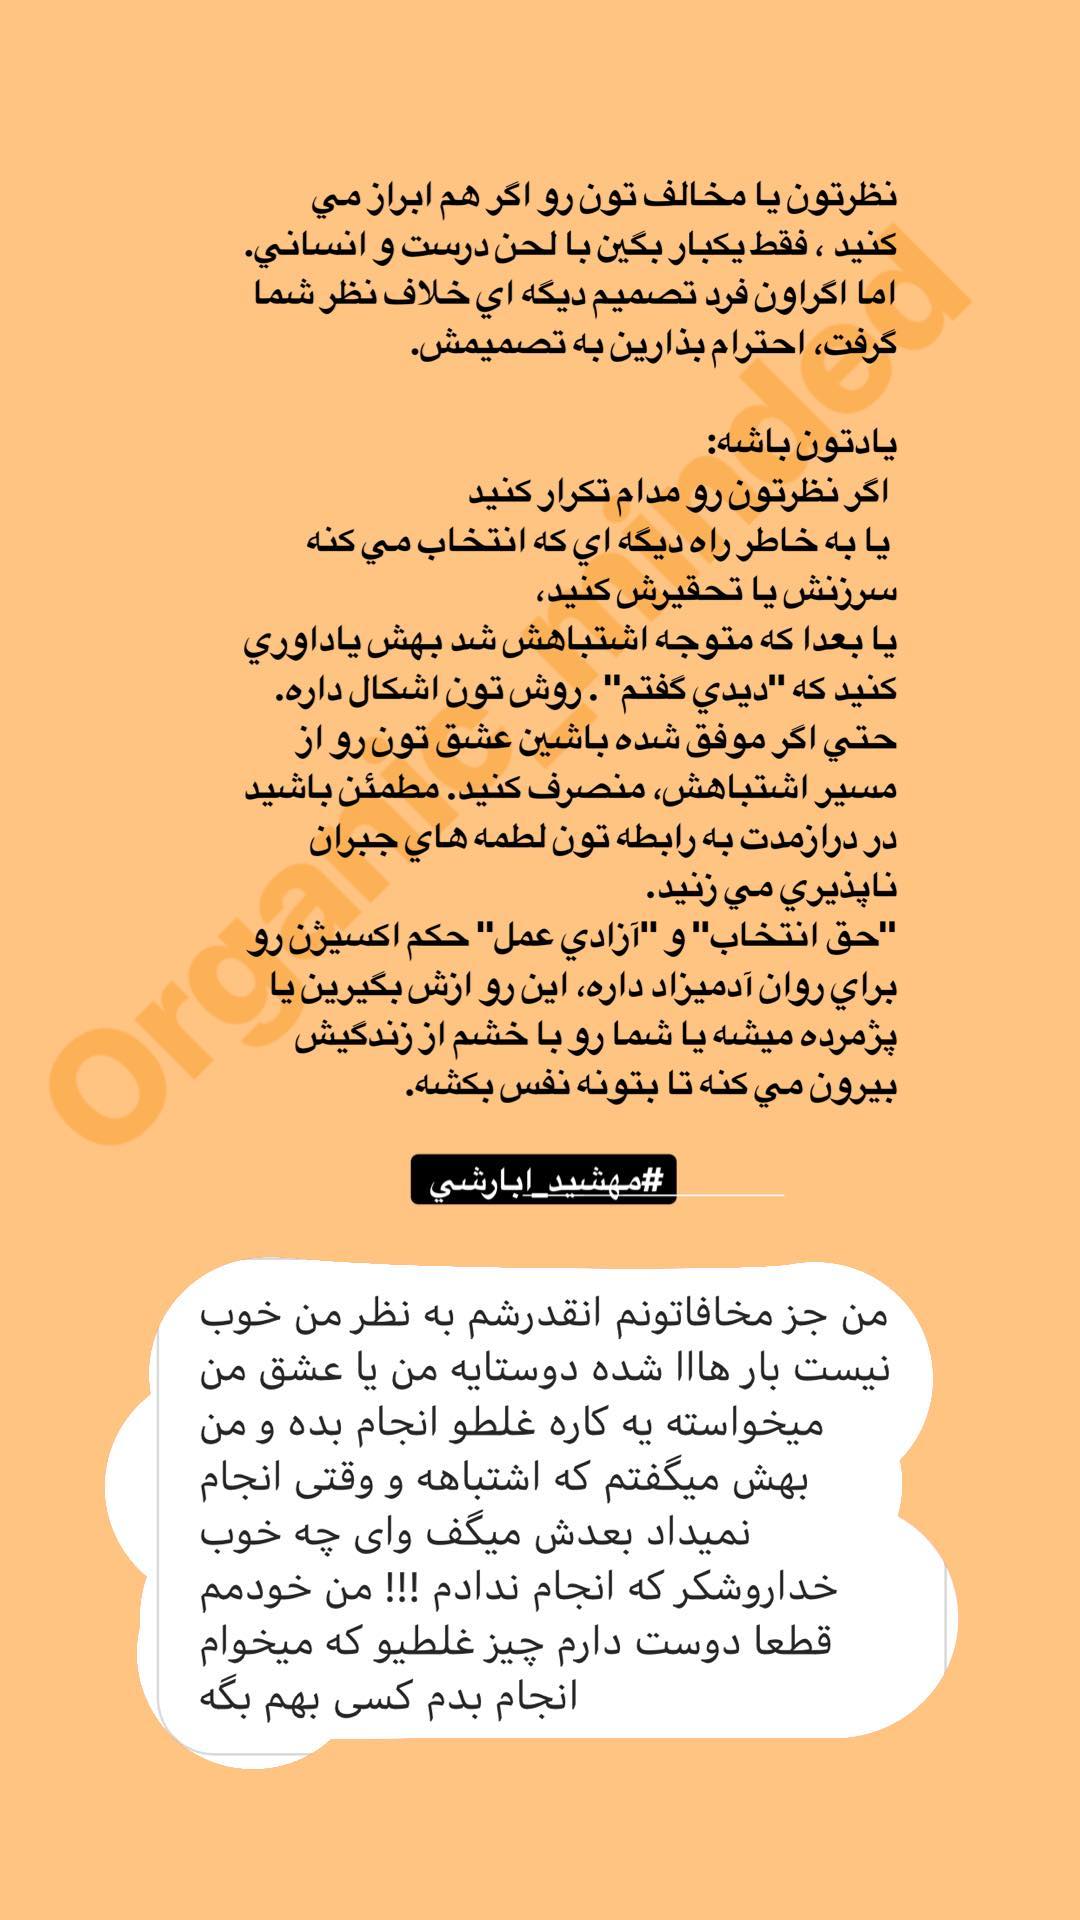 نظرتون يا مخالف تون رو اگر هم ابراز مي
كنيد ، فقط يكبار بگين با لحن درست و انساني.
اما اگراون فرد تصميم ديگه اي خلاف نظر شما
گرفت، احترام بذارين به تصميمش.
يادتون باشه:
اگر نظرتون رو مدام تكرار كنيد
يا به خاطر راه ديگه اي كه انتخاب مي كنه
سرزنش يا تحقيرش كنيد،
يا بعدا كه متوجه اشتباهش شد بهش ياداوري
كنيد كه "ديدي گفتم" . روش تون اشكال داره.
حتي اگر موفق شده باشين عشق تون رو از
مسير اشتباهش، منصرف كنيد. مطمئن باشيد
در درازمدت به رابطه تون لطمه هاي جبران
ناپذيري مي زنيد.
"حق انتخاب" و "آزادي عمل" حكم اكسيژن رو
براي روان آدميزاد داره، اين رو ازش بگيرين يا
پژمرده ميشه يا شما رو با خشم از زندگيش
بيرون مي كنه تا بتونه نفس بكشه.
#مهشيد_ابارشي
من جز مخافاتونم انقدرشم به نظر من خوب
نیست بار هااا شده دوستایه من یا عشق من
میخواسته یه کاره غلطو انجام بده و من
بهش میگفتم که اشتباهه و وقتی انجام
نمیداد بعدش میگف وای چه خوب
خداروشکر که انجام ندادم !!! من خودمم
قطعا دوست دارم چیز غلطیو که میخوام
انجام بدم کسی بهم بگه
Organic_minded